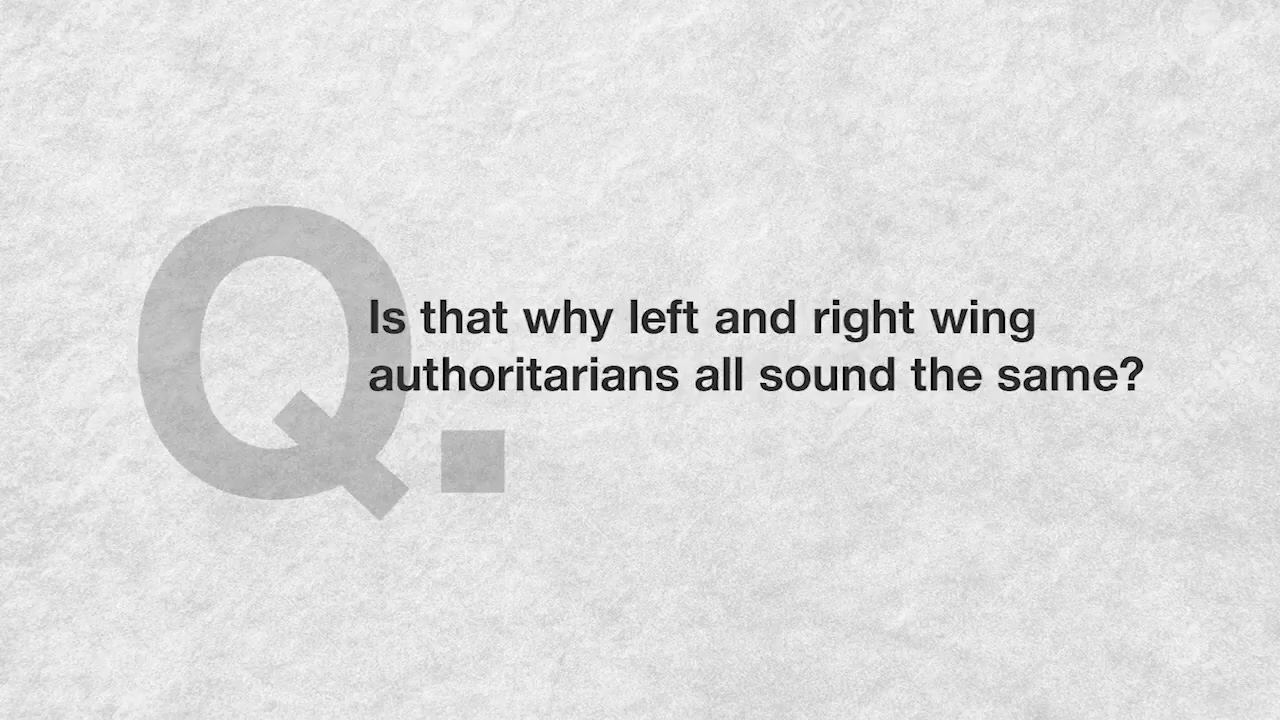 Q.
Is that why left and right wing
authoritarians all sound the same?